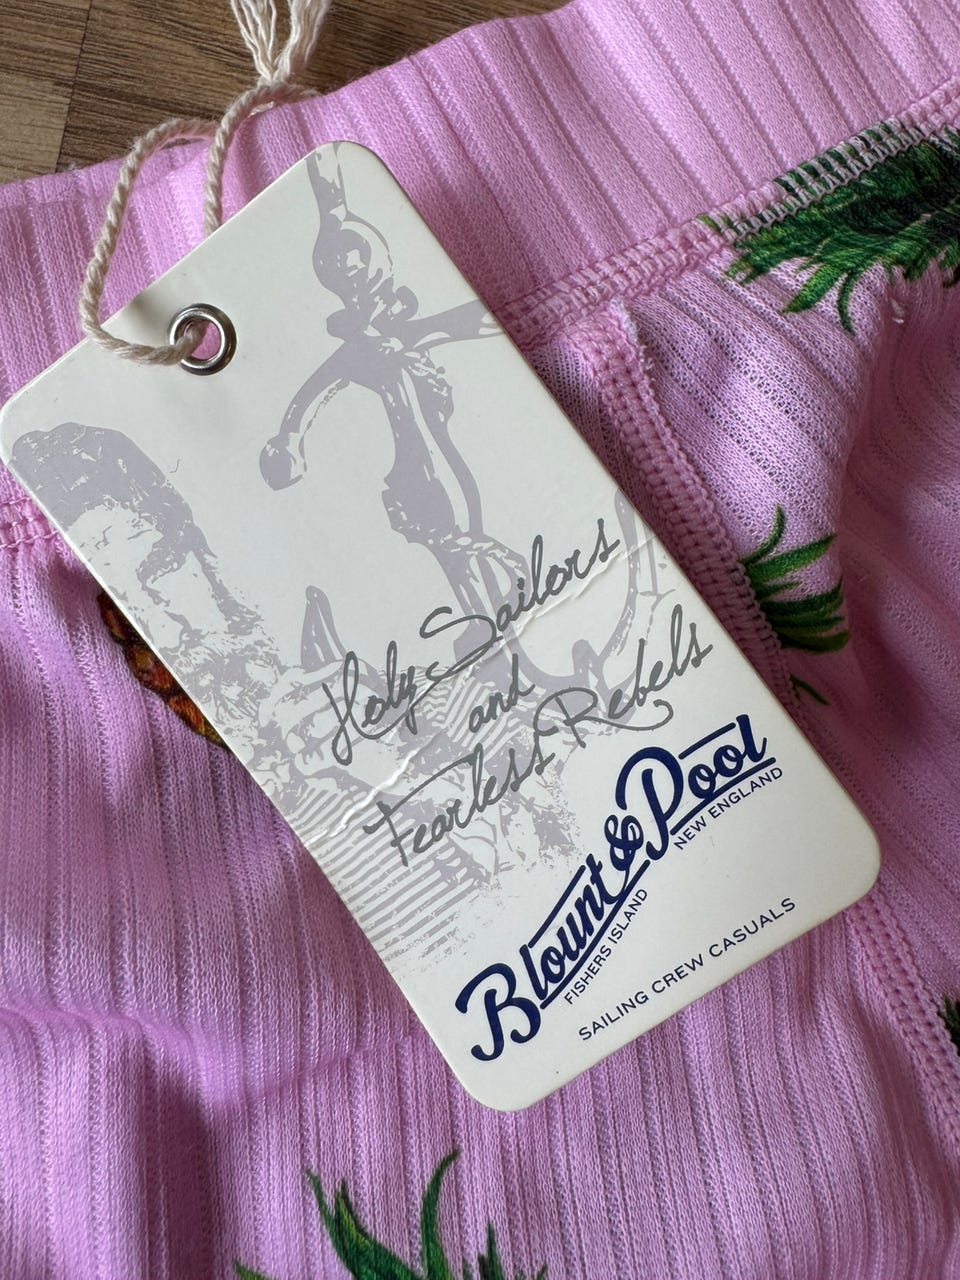 Holy Sailors
and
Fearless Rebels
Blount & Pool
FISHERS ISLAND NEW ENGLAND
SAILING CREW CASUALS